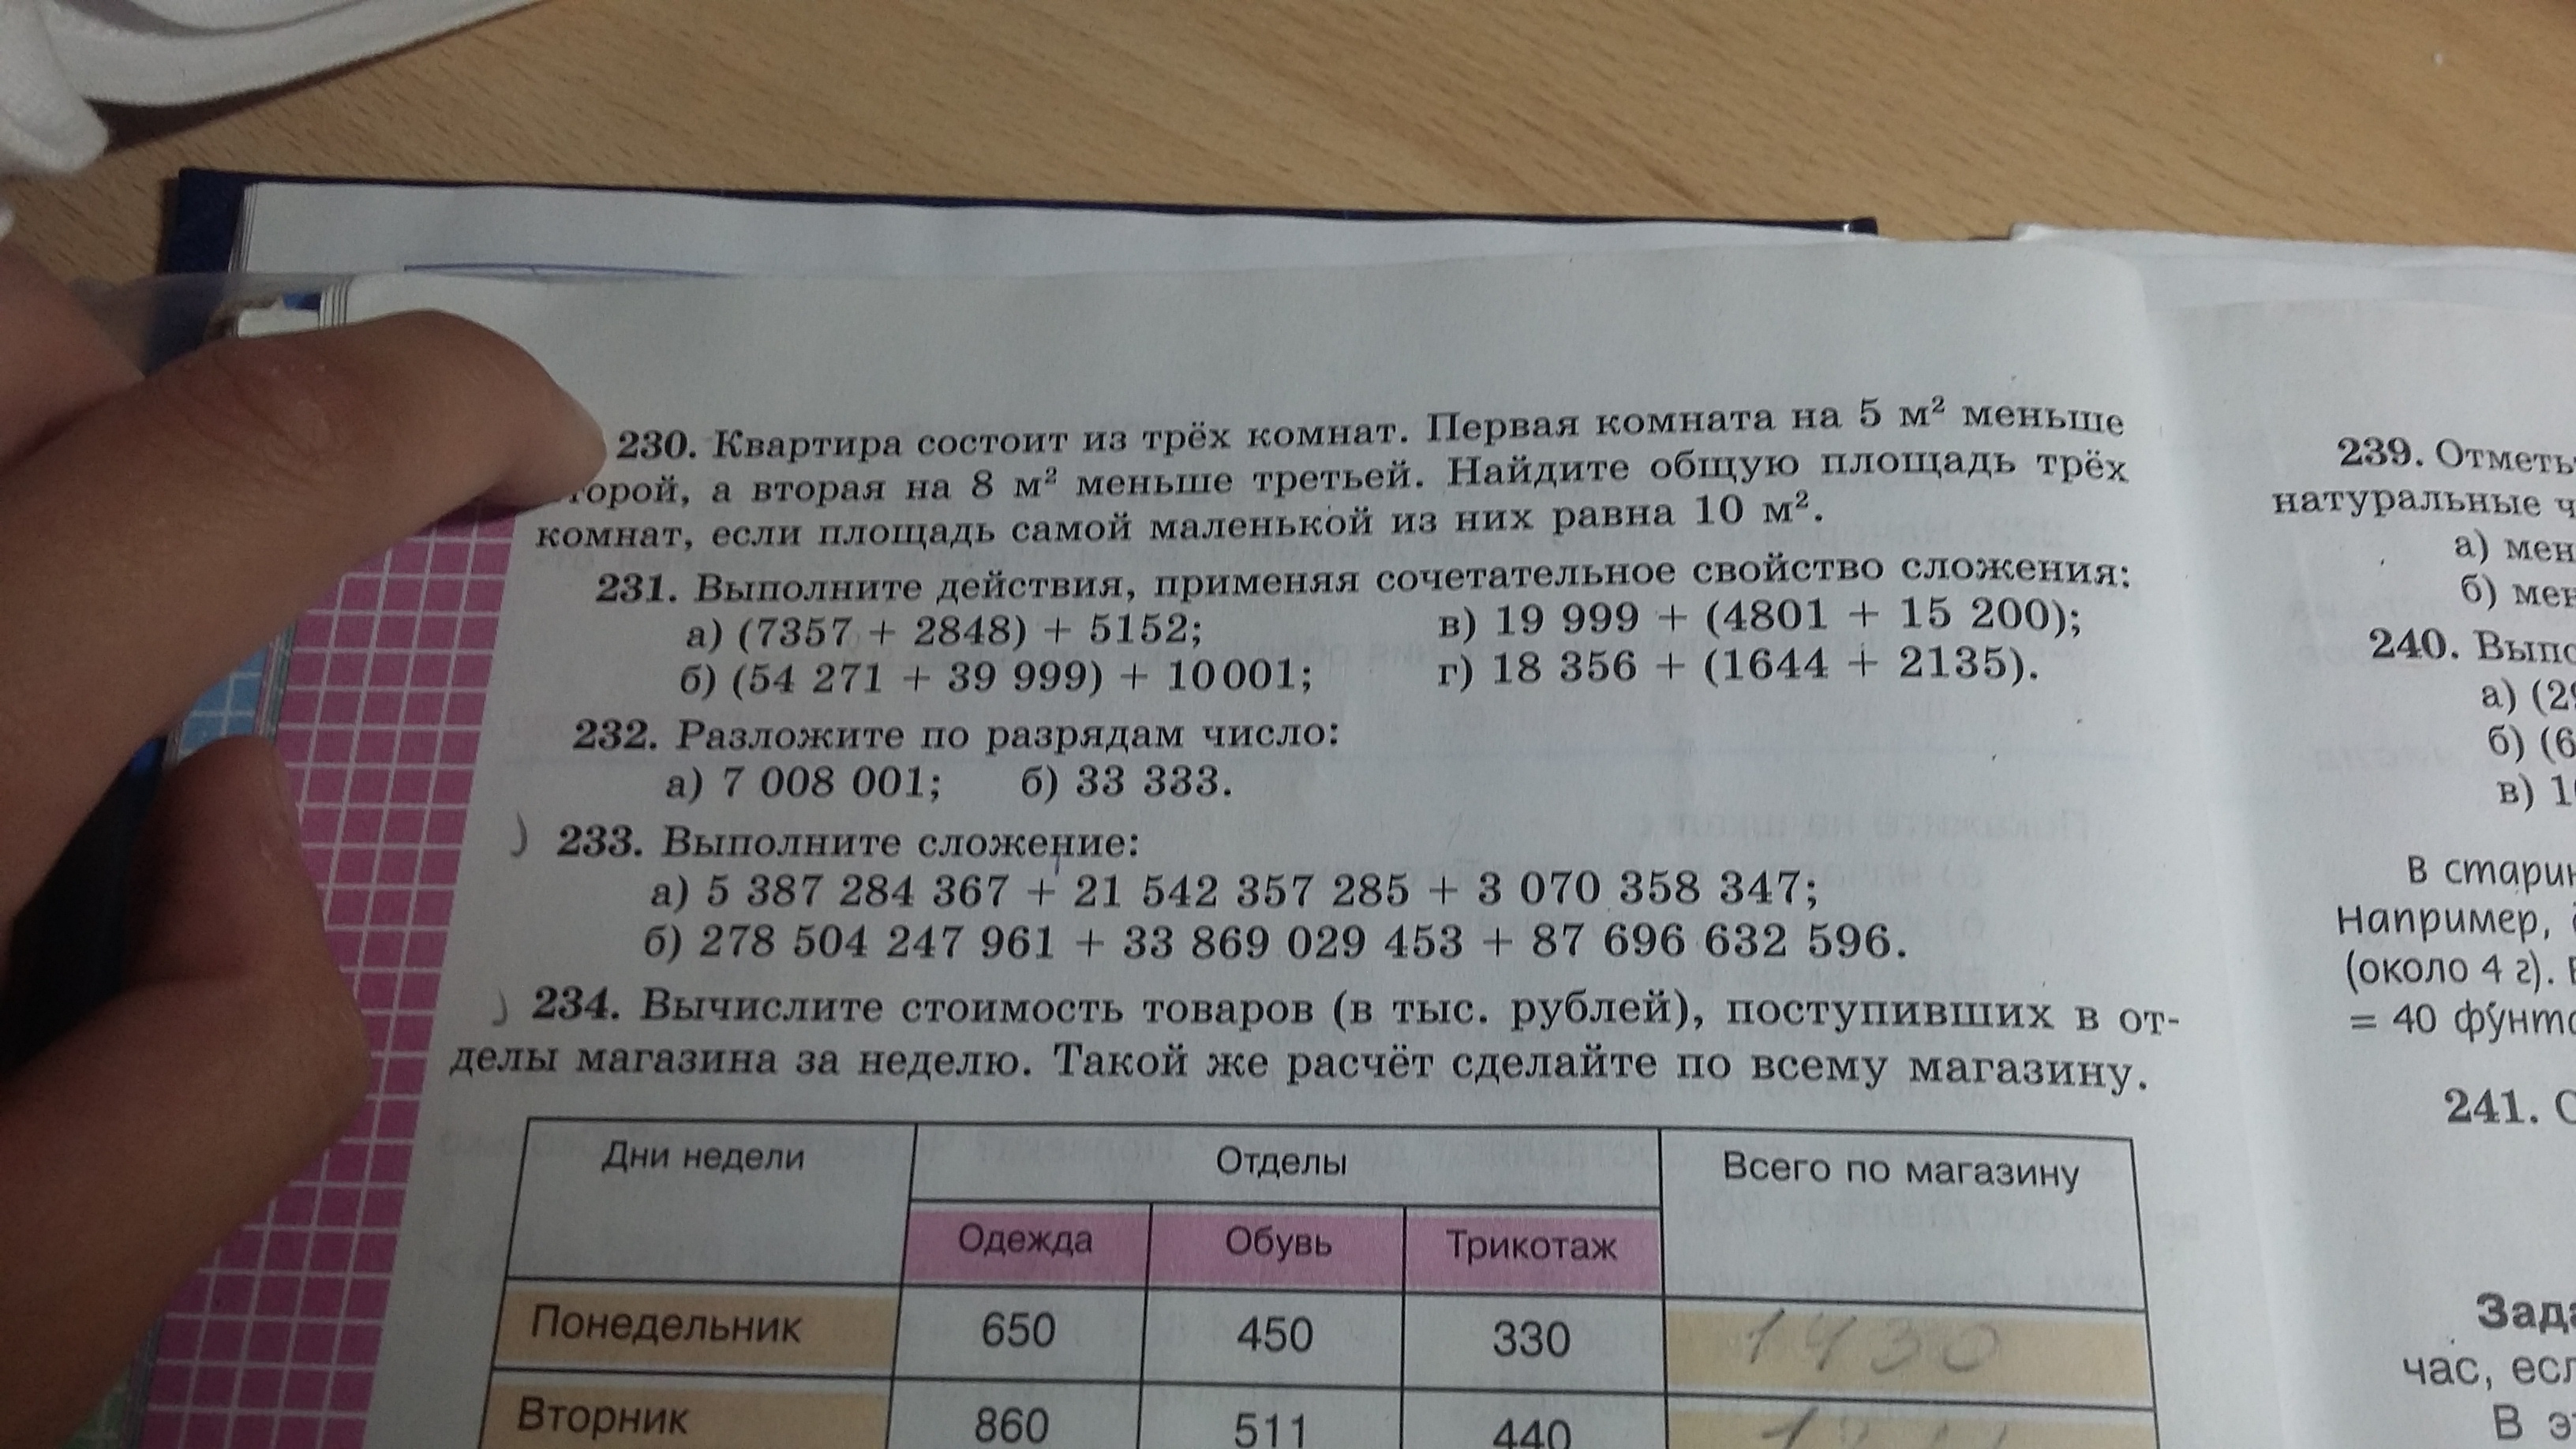 230. Квартира состоит из трёх комнат. Первая комната на 5 м² меньше
торой, а вторая на 8 м² меньше третьей. Найдите общую площадь трёх
комнат, если площадь самой маленькой из них равна 10 м².
231. Выполните действия, применяя сочетательное свойство сложения:
а) (7357 + 2848) + 5152; в) 19 999 + (4801 + 15 200);
б) (54 271 + 39 999) + 10 001; г) 18 356 + (1644 + 2135).
232. Разложите по разрядам число:
а) 7 008 001; б) 33 333.
233. Выполните сложение:
а) 5 387 284 367 + 21 542 357 285 + 3 070 358 347;
б) 278 504 247 961 + 33 869 029 453 + 87 696 632 596.
234. Вычислите стоимость товаров (в тыс. рублей), поступивших в от-
делы магазина за неделю. Такой же расчёт сделайте по всему магазину.
Дни недели Отделы Всего по магазину
Одежда Обувь Трикотаж
Понедельник 650 450 330 1430
Вторник 860 511 440
239. Отметь
натуральные ч
а) мен
б) мен
240. Выпо
а) (2
б) (6
в) 1
В старин
Например,
(около 4 г).
= 40 фунто
241. С
Зада
час, есл
В э